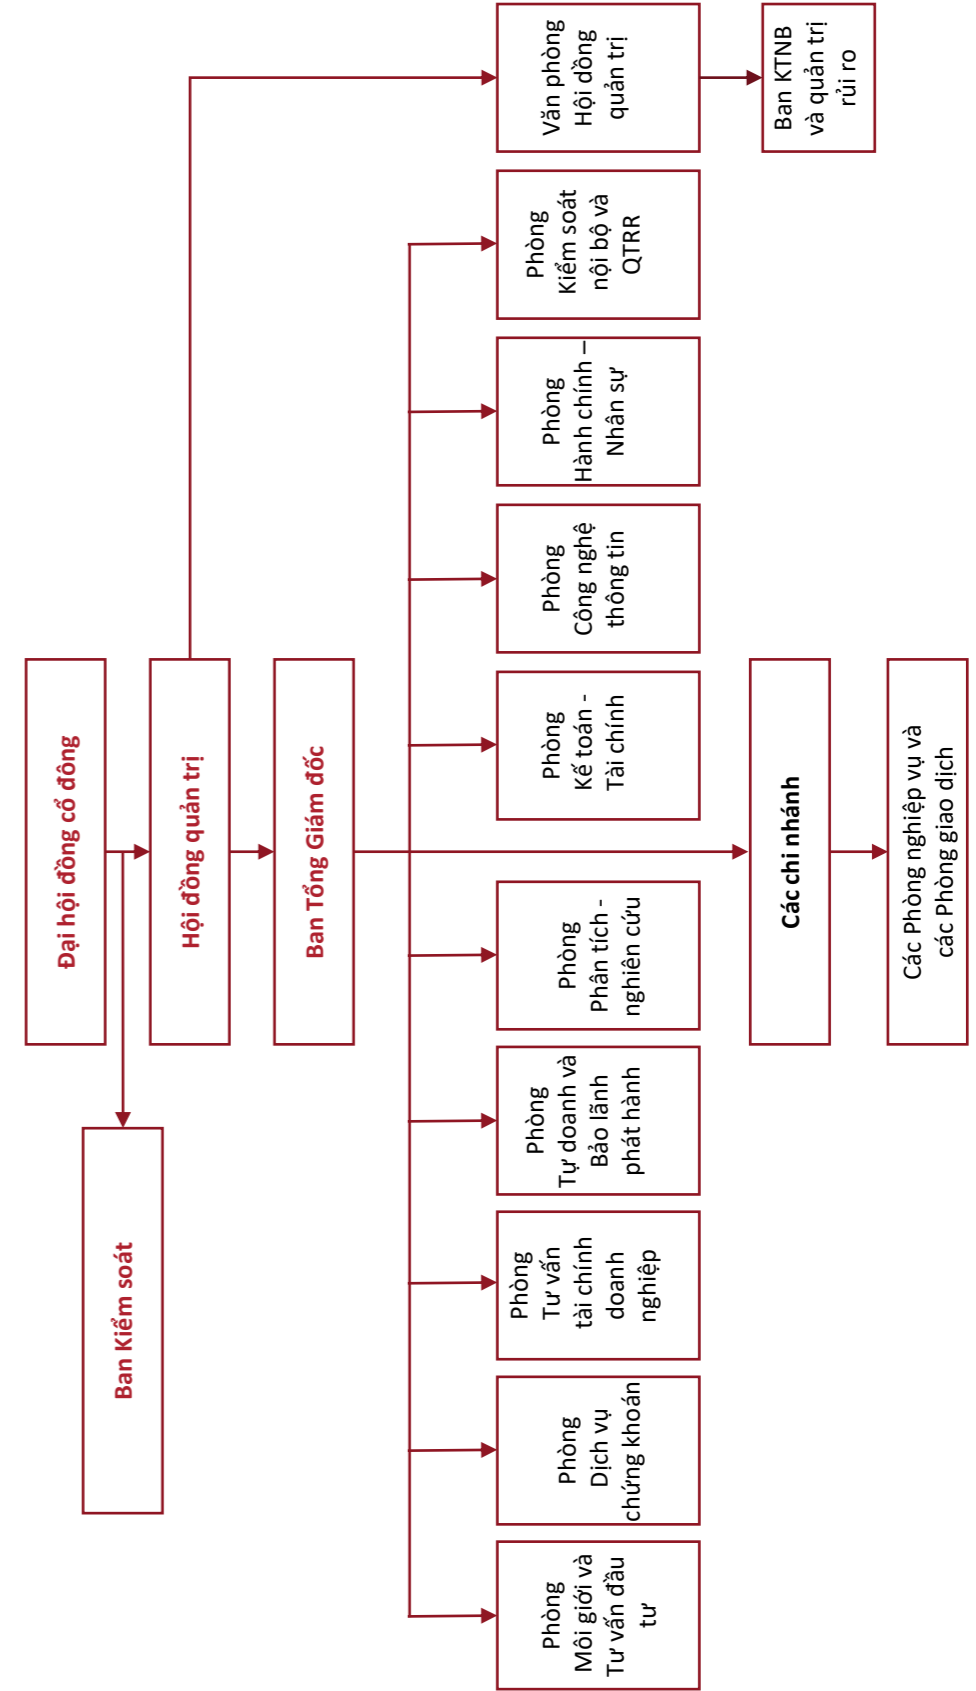 Đại hội đồng cổ đông
Ban Kiểm soát
Hội đồng quản trị
Ban Tổng Giám đốc
Phòng
Môi giới và
Tư vấn đầu
tư
Phòng
Dịch vụ
chứng khoán
Phòng
Tư vấn
tài chính
doanh
nghiệp
Phòng
Tự doanh và
Bảo lãnh
phát hành
Phòng
Phân tích -
nghiên cứu
Phòng
Kế toán -
Tài chính
Phòng
Công nghệ
thông tin
Phòng
Hành chính –
Nhân sự
Phòng
Kiểm soát
nội bộ và
QTRR
Văn phòng
Hội đồng
quản trị
Các chi nhánh
Ban KTNB
và quản trị
rủi ro
Các Phòng nghiệp vụ và
các Phòng giao dịch